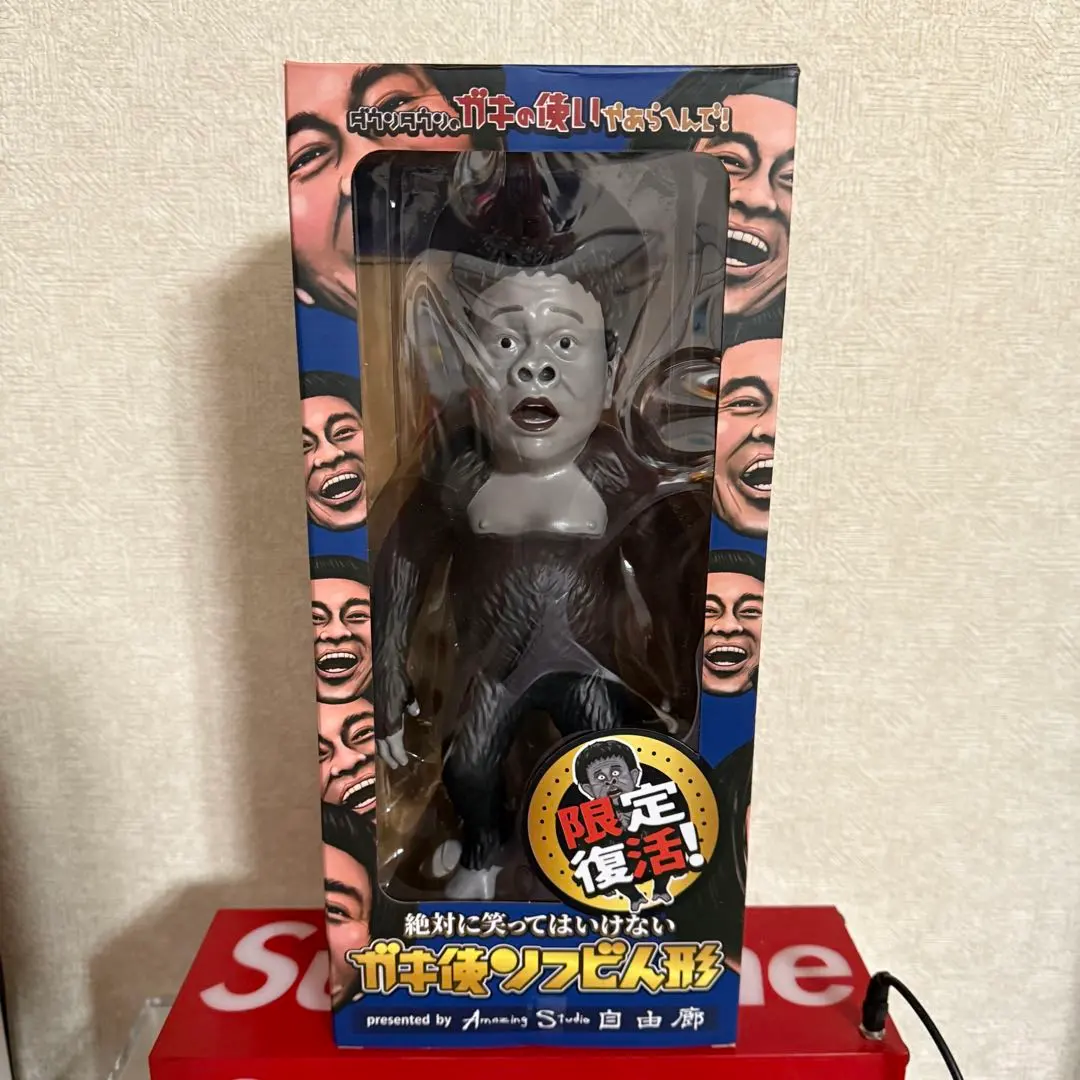 ダウンタウンのガキの使いやあらへんで!
限定
復活!
絶対に笑ってはいけない
ガキ使ソフビ人形
presented by Amazing Studio 自由廊
Su me